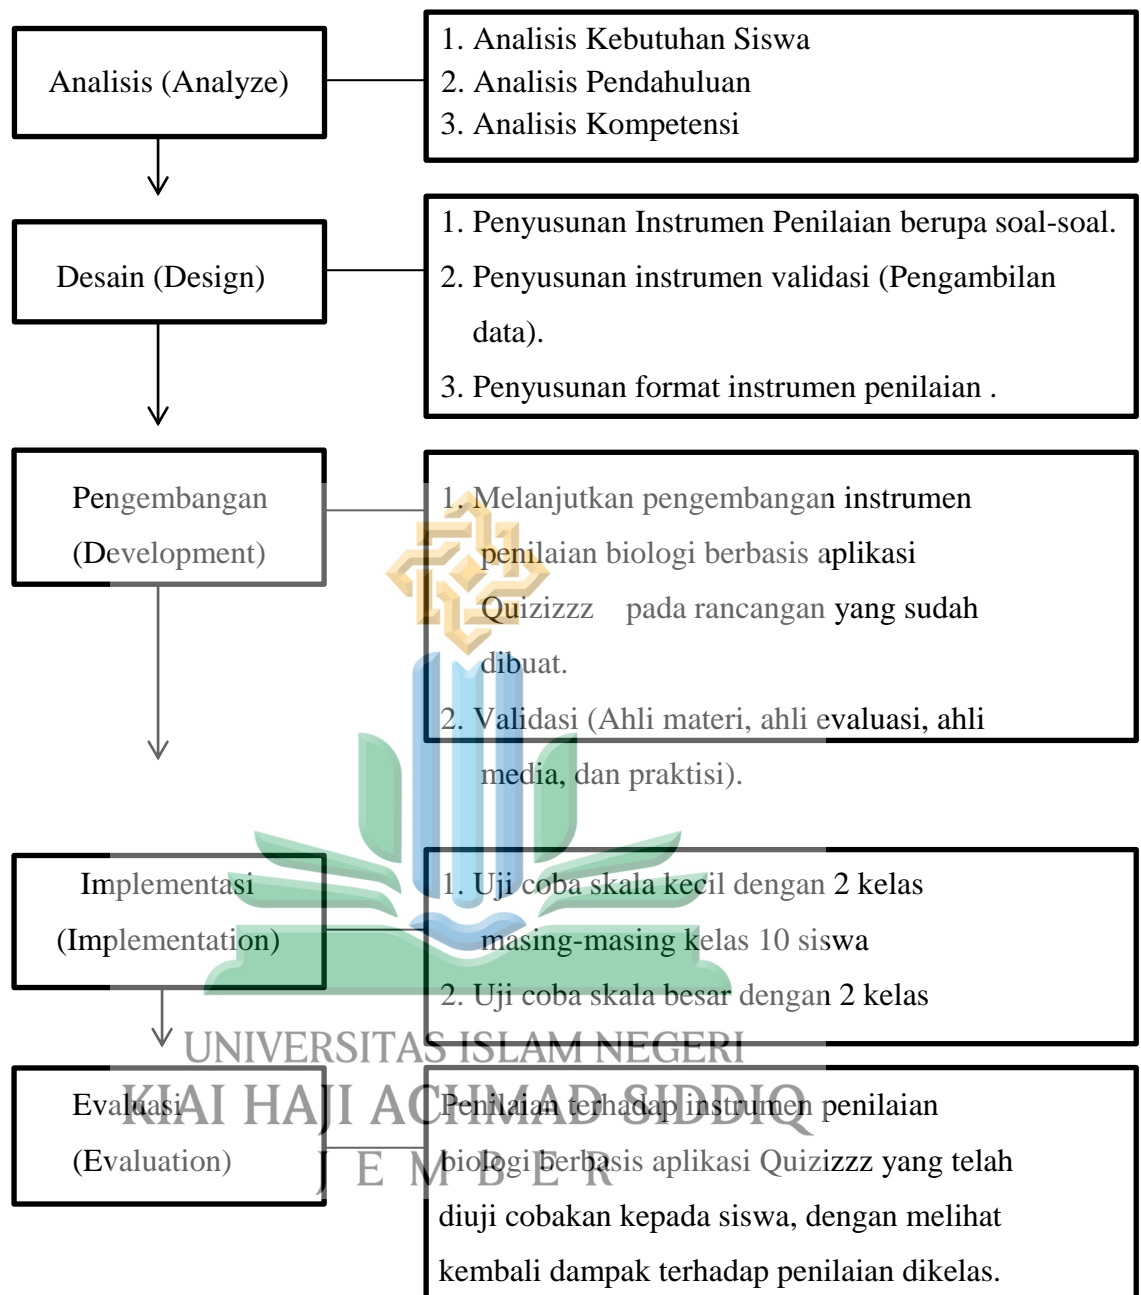 Analisis (Analyze)
1. Analisis Kebutuhan Siswa
2. Analisis Pendahuluan
3. Analisis Kompetensi
Desain (Design)
1. Penyusunan Instrumen Penilaian berupa soal-soal.
2. Penyusunan instrumen validasi (Pengambilan
data).
3. Penyusunan format instrumen penilaian .
Pengembangan
(Development)
1. Melanjutkan pengembangan instrumen
penilaian biologi berbasis aplikasi
Quizizzz pada rancangan yang sudah
dibuat.
2. Validasi (Ahli materi, ahli evaluasi, ahli
media, dan praktisi).
Implementasi
(Implementation)
1. Uji coba skala kecil dengan 2 kelas
masing-masing kelas 10 siswa
2. Uji coba skala besar dengan 2 kelas
UNIVERSITAS ISLAM NEGERI
KIAI HAJI ACHMAD SIDDIQ
JEMBER
Evaluasi
(Evaluation)
Penilaian terhadap instrumen penilaian
biologi berbasis aplikasi Quizizzz yang telah
diuji cobakan kepada siswa, dengan melihat
kembali dampak terhadap penilaian dikelas.